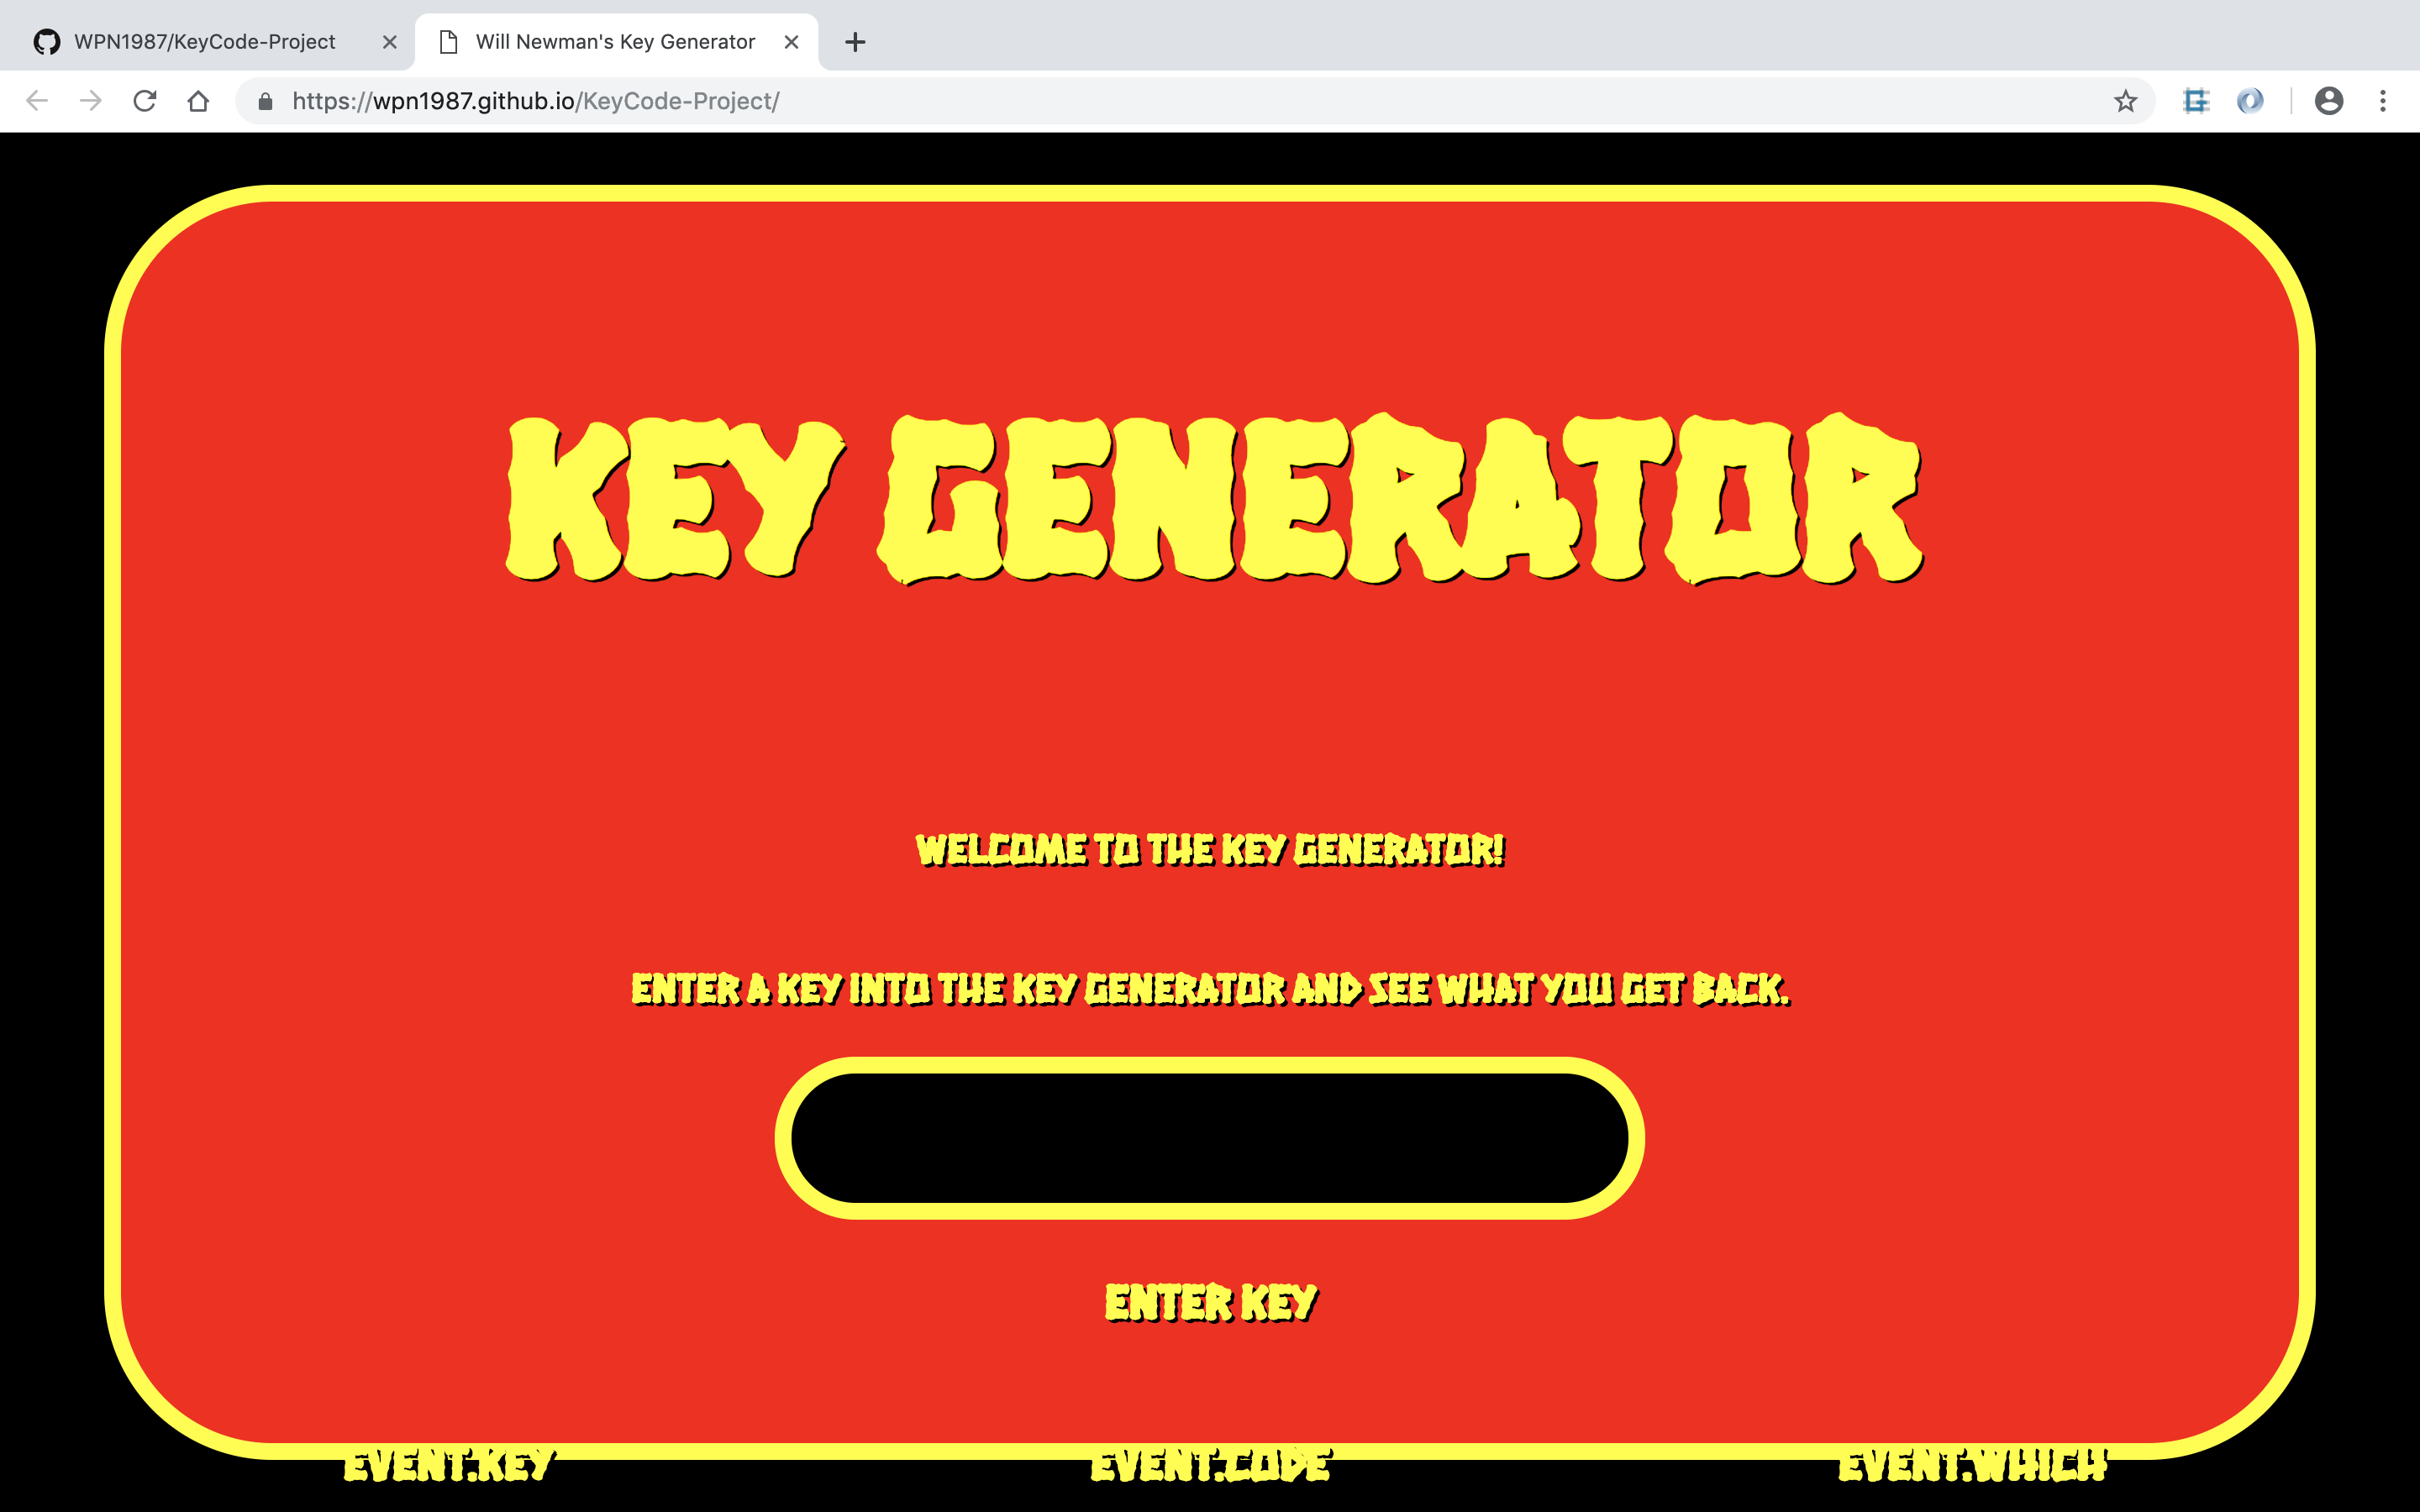 WPN1987/KeyCode-Project
Will Newman's Key Generator
https://wpn1987.github.io/KeyCode-Project/
KEY GENERATOR
WELCOME TO THE KEY GENERATOR!
ENTER A KEY INTO THE KEY GENERATOR AND SEE WHAT YOU GET BACK.
ENTER KEY
EVENT.KEY
EVENT.CODE
EVENT.WHICH